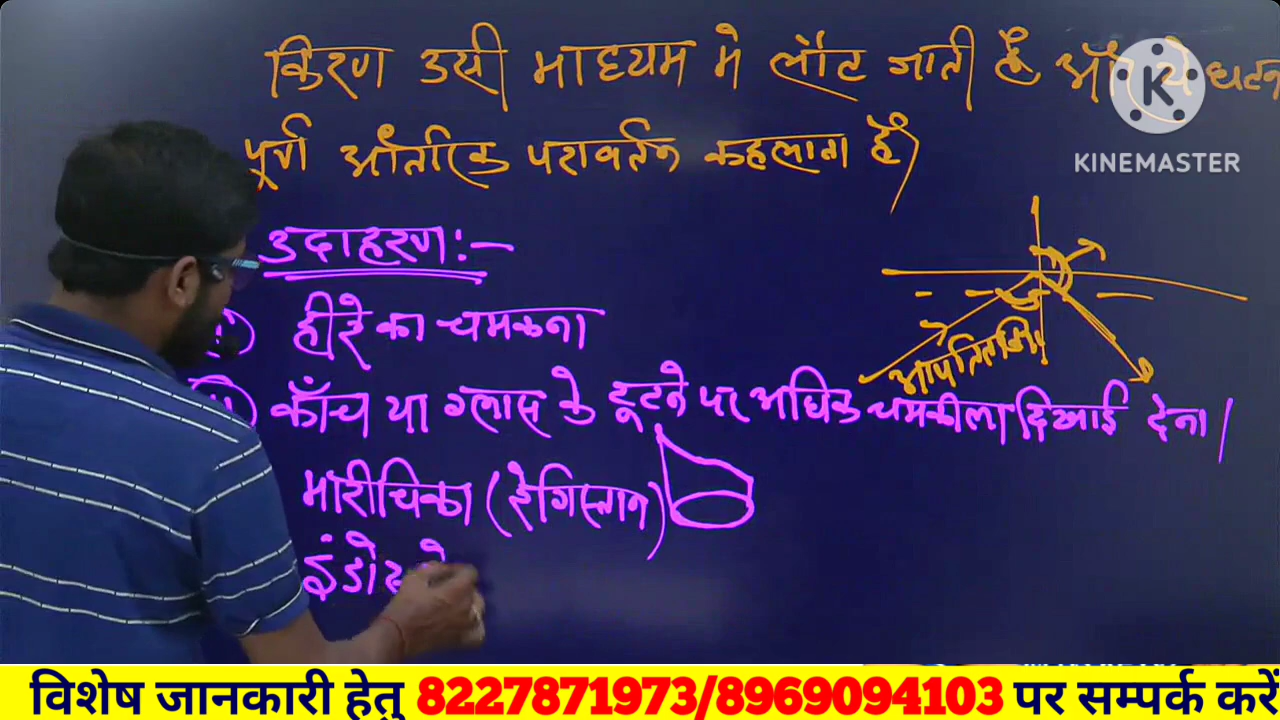 किरण उसी माध्यम मे लौट जाती है
पूर्ण आंतरिक परावर्तन कहलाता है।
KINEMASTER
उदाहरण:-
हीरे का चमकना
आपतित कि०
काँच या ग्लास के टूटने पर अधिक चमकीला दिखाई देना।
मारीचिका (रेगिस्तान)
विशेष जानकारी हेतु 8227871973/8969094103 पर सम्पर्क करें